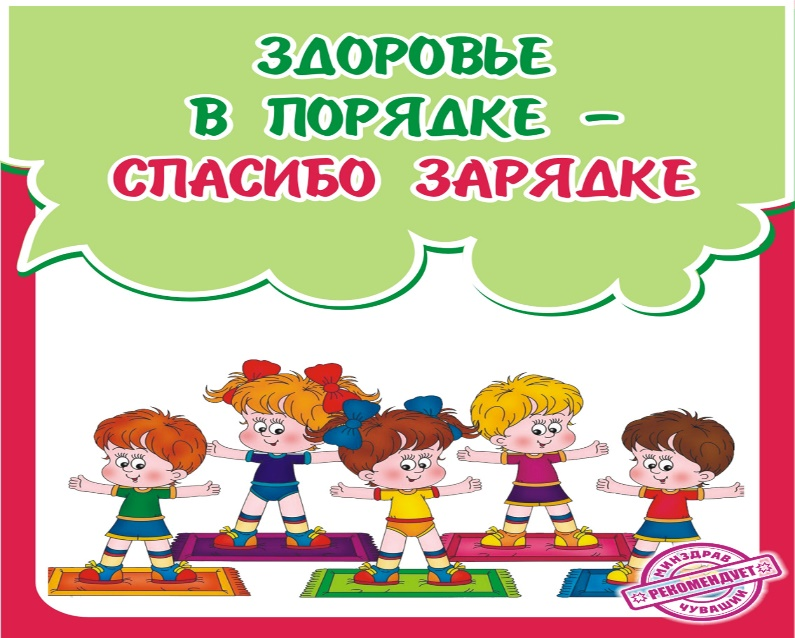 ЗДОРОВЬЕ
В ПОРЯДКЕ –
СПАСИБО ЗАРЯДКЕ
МИНЗДРАВ
РЕКОМЕНДУЕТ
ЧУВАШИИ